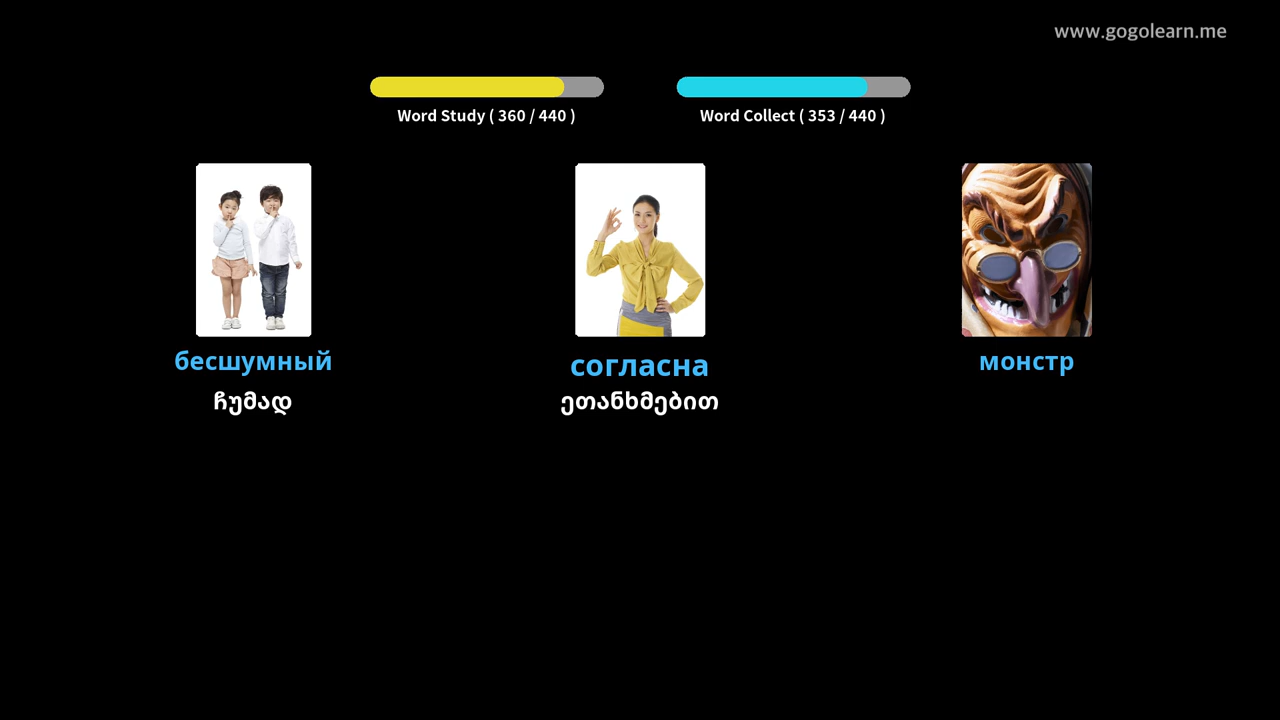 www.gogolearn.me
Word Study ( 360 / 440 )
Word Collect ( 353 / 440 )
бесшумный
согласна
монстр
ჩუმად
ეთანხმებით